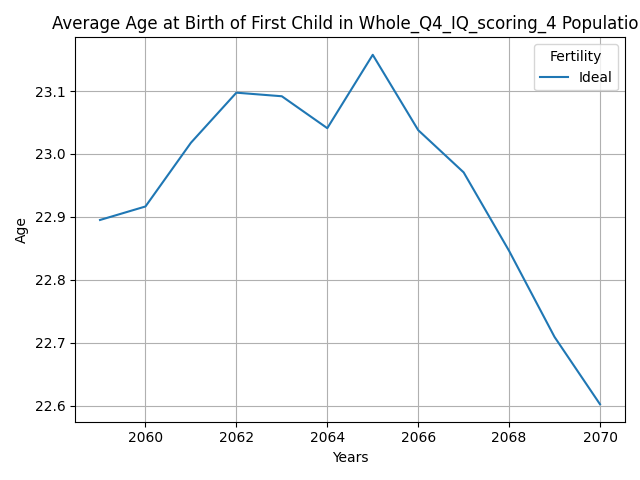 Average Age at Birth of First Child in Whole_Q4_IQ_scoring_4 Populatio
Fertility
Ideal
23.1
23.0
22.9
22.8
22.7
22.6
Age
2060
2062
2064
2066
2068
2070
Years